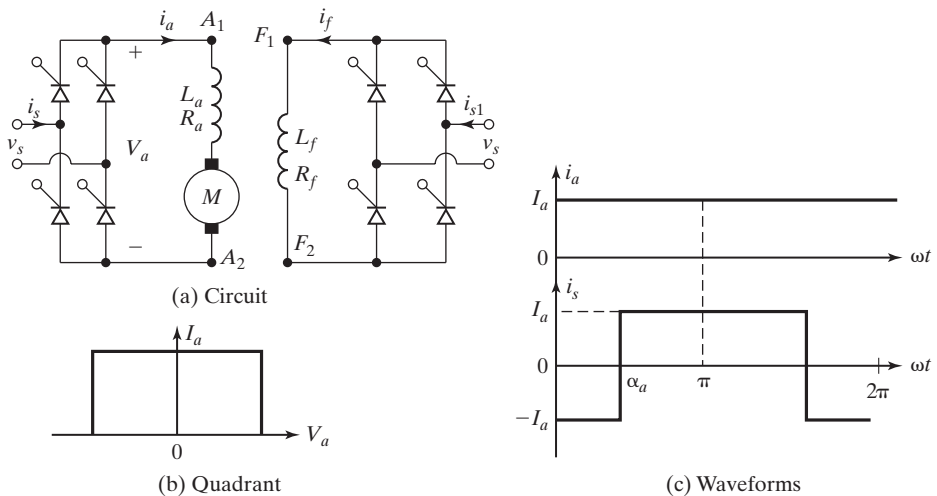 i_a A_1 F_1 i_f
+
L_a
R_a
i_s i_s1
v_s V_a L_f v_s
R_f
M
−
A_2 F_2
(a) Circuit
I_a
V_a
0
(b) Quadrant
i_a
I_a
0 ωt
i_s
I_a
0 ωt
α_a π 2π
−I_a
(c) Waveforms